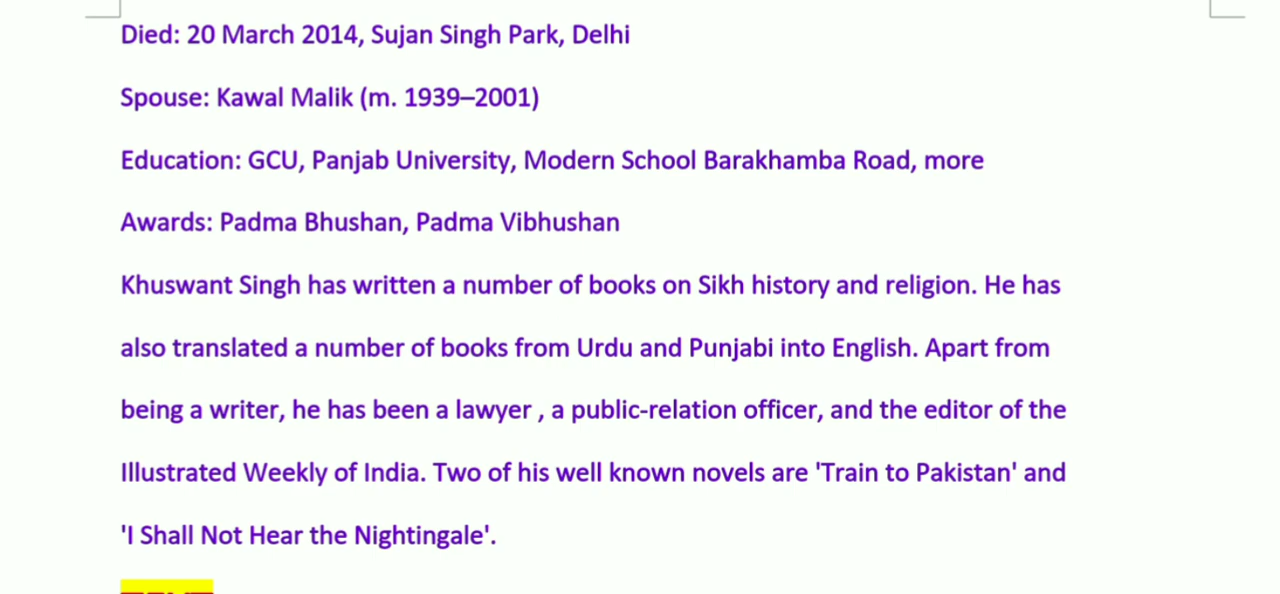 Died: 20 March 2014, Sujan Singh Park, Delhi
Spouse: Kawal Malik (m. 1939–2001)
Education: GCU, Panjab University, Modern School Barakhamba Road, more
Awards: Padma Bhushan, Padma Vibhushan
Khuswant Singh has written a number of books on Sikh history and religion. He has
also translated a number of books from Urdu and Punjabi into English. Apart from
being a writer, he has been a lawyer , a public-relation officer, and the editor of the
Illustrated Weekly of India. Two of his well known novels are 'Train to Pakistan' and
'I Shall Not Hear the Nightingale'.